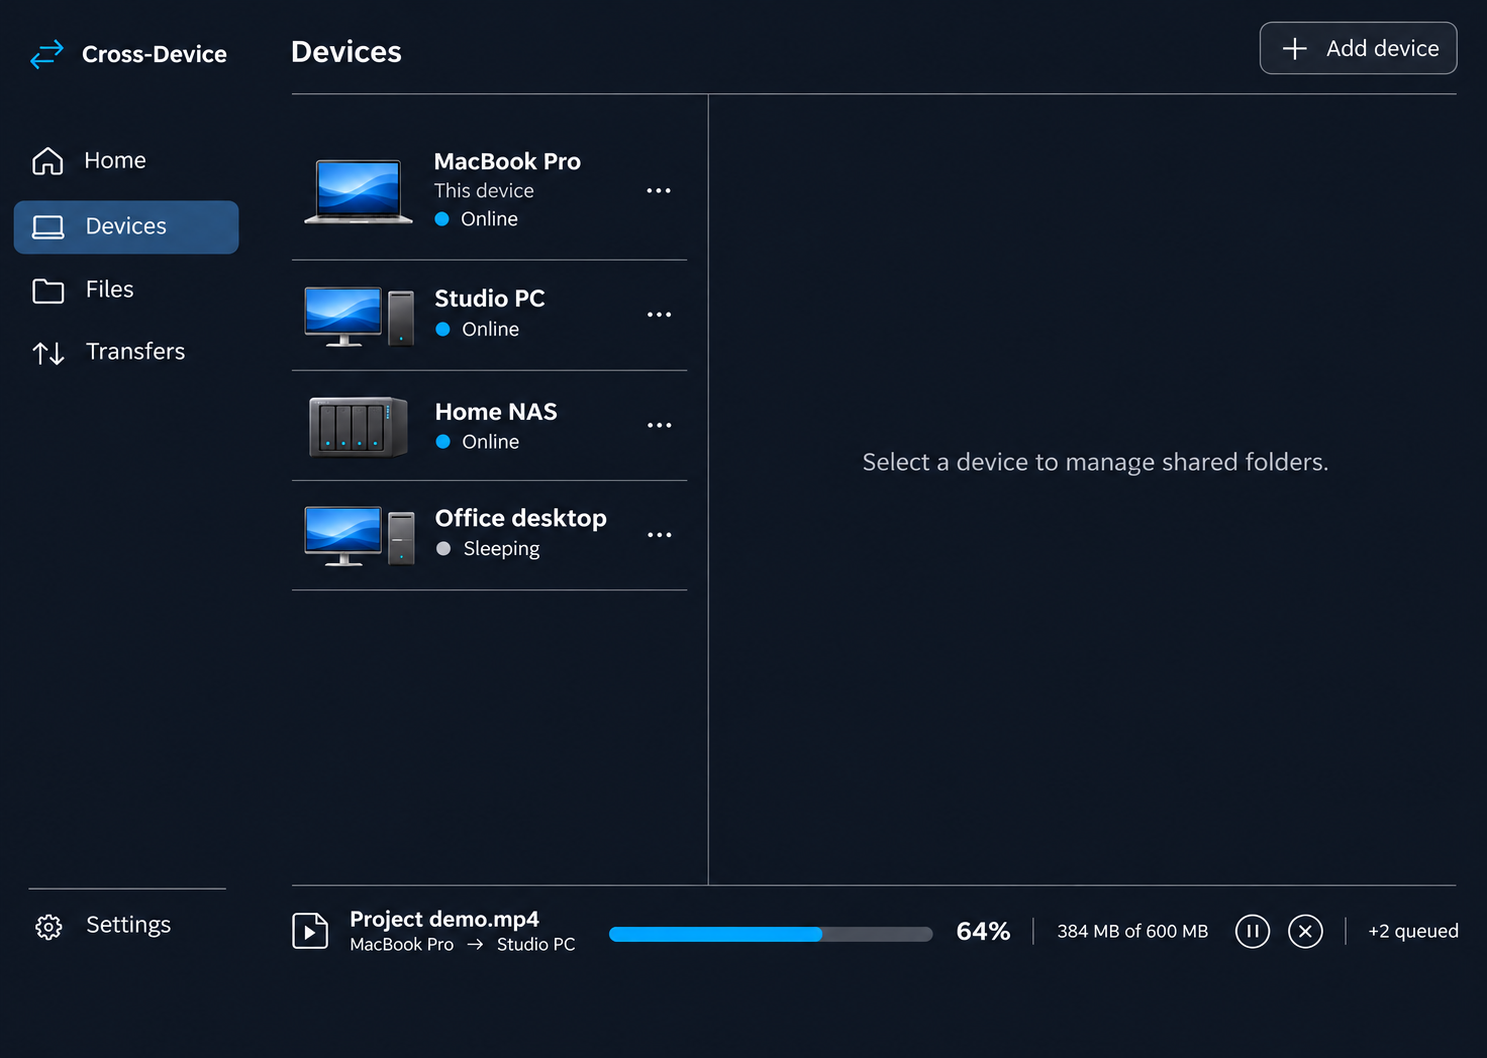 Cross-Device
Home
Devices
Files
Transfers
Settings
Devices
+ Add device
MacBook Pro
This device
Online
Studio PC
Online
Home NAS
Online
Office desktop
Sleeping
Select a device to manage shared folders.
Project demo.mp4
MacBook Pro → Studio PC
64%
384 MB of 600 MB
+2 queued